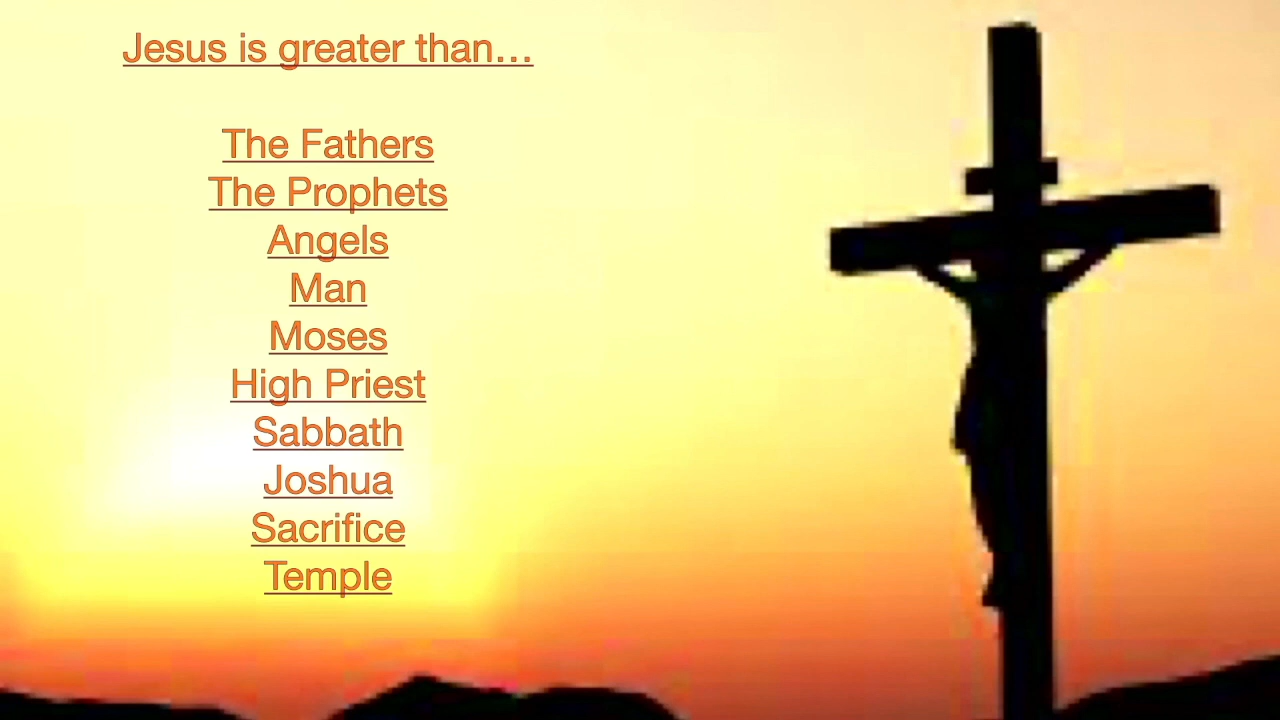 Jesus is greater than…
The Fathers
The Prophets
Angels
Man
Moses
High Priest
Sabbath
Joshua
Sacrifice
Temple